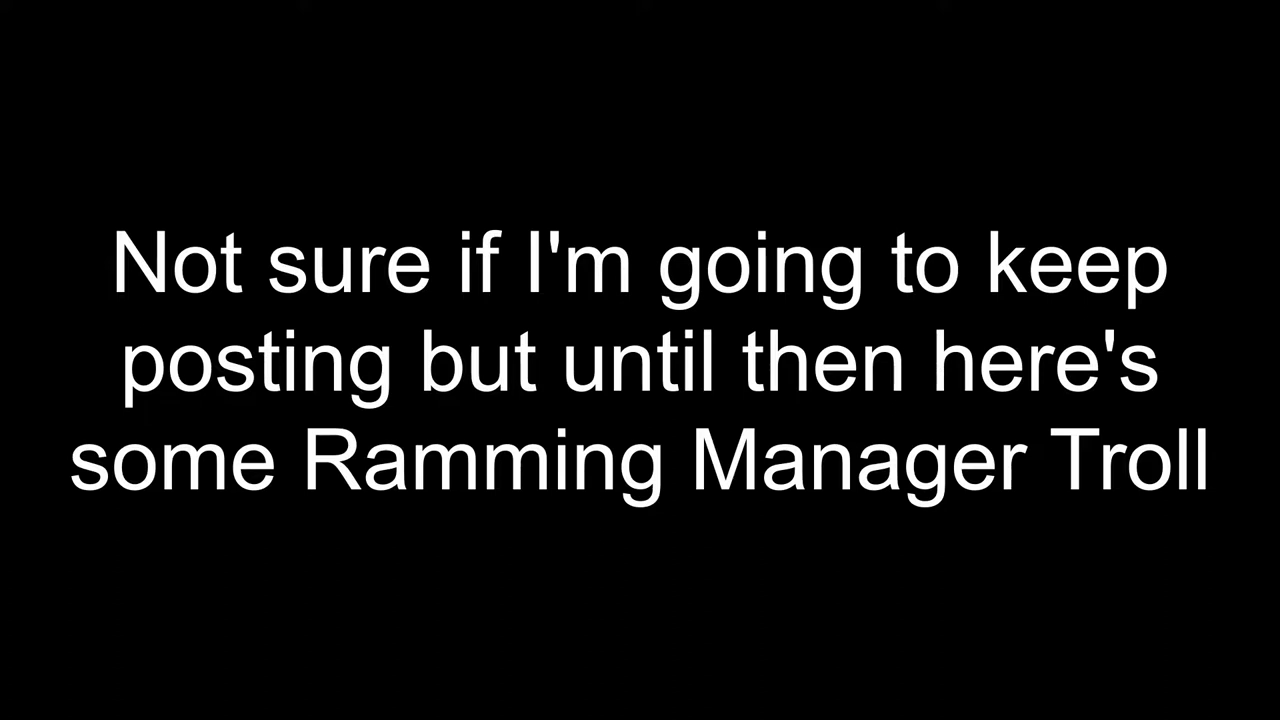 Not sure if I'm going to keep
posting but until then here's
some Ramming Manager Troll